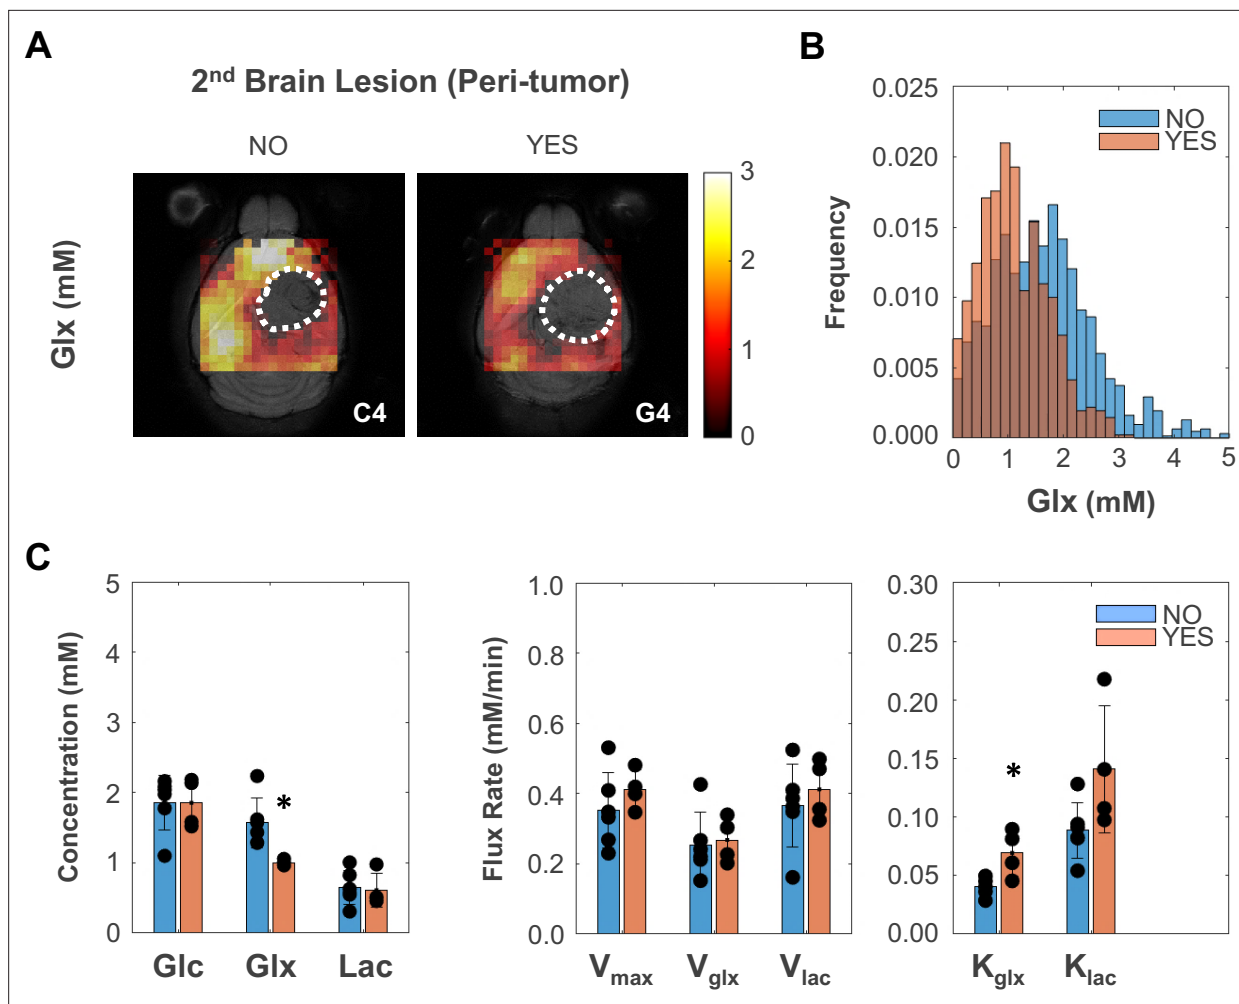 A
2nd Brain Lesion (Peri-tumor)
NO
YES
Glx (mM)
C4
G4
3
2
1
0
B
0.025
0.020
0.015
0.010
0.005
0.000
Frequency
NO
YES
0 1 2 3 4 5
Glx (mM)
C
5
4
3
2
1
0
Concentration (mM)
*
Glc Glx Lac
1.0
0.8
0.6
0.4
0.2
0.0
Flux Rate (mM/min)
Vmax Vglx Vlac
0.30
0.25
0.20
0.15
0.10
0.05
0.00
NO
YES
*
Kglx Klac